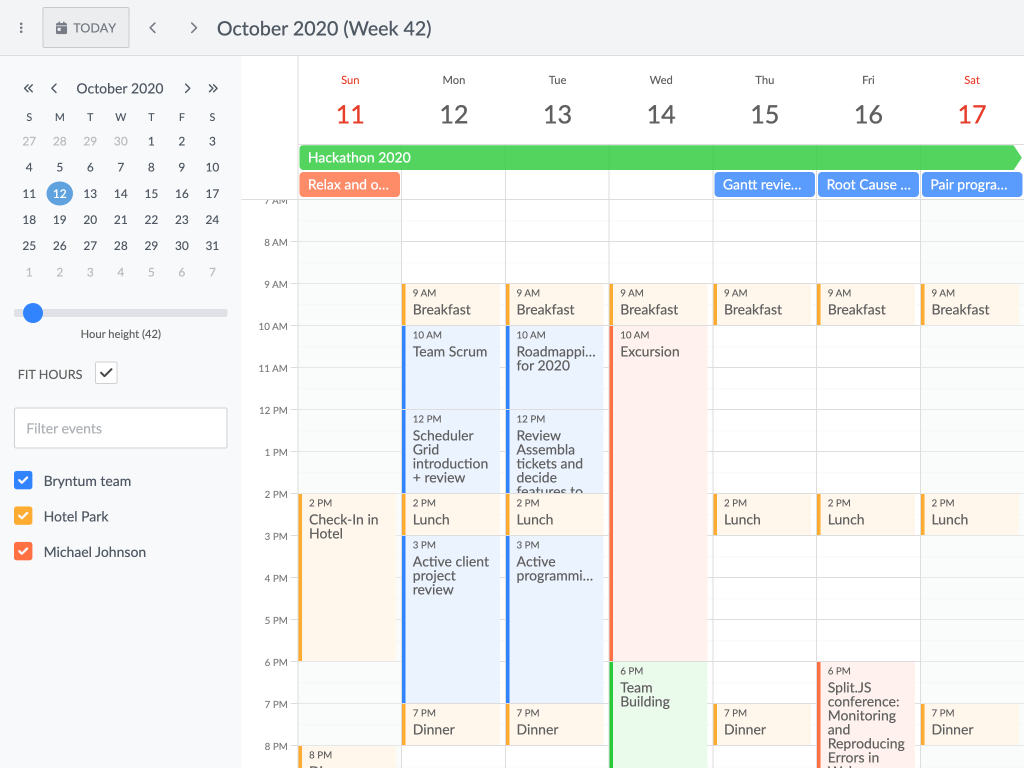 TODAY
October 2020 (Week 42)
October 2020
S M T W T F S
27 28 29 30 1 2 3
4 5 6 7 8 9 10
11 12 13 14 15 16 17
18 19 20 21 22 23 24
25 26 27 28 29 30 31
1 2 3 4 5 6 7
Hour height (42)
FIT HOURS
Filter events
Bryntum team
Hotel Park
Michael Johnson
Sun Mon Tue Wed Thu Fri Sat
11 12 13 14 15 16 17
Hackathon 2020
Relax and o...
Gantt revie...
Root Cause ...
Pair progra...
7 AM
8 AM
9 AM
10 AM
11 AM
12 PM
1 PM
2 PM
3 PM
4 PM
5 PM
6 PM
7 PM
8 PM
2 PM
Check-In in
Hotel
8 PM
9 AM
Breakfast
10 AM
Team Scrum
12 PM
Scheduler
Grid
introduction
+ review
2 PM
Lunch
3 PM
Active client
project
review
7 PM
Dinner
9 AM
Breakfast
10 AM
Roadmappi...
for 2020
12 PM
Review
Assembla
tickets and
decide
features to
2 PM
Lunch
3 PM
Active
programmi...
7 PM
Dinner
9 AM
Breakfast
10 AM
Excursion
6 PM
Team
Building
9 AM
Breakfast
2 PM
Lunch
7 PM
Dinner
9 AM
Breakfast
2 PM
Lunch
6 PM
Split.JS
conference:
Monitoring
and
Reproducing
Errors in
9 AM
Breakfast
2 PM
Lunch
7 PM
Dinner